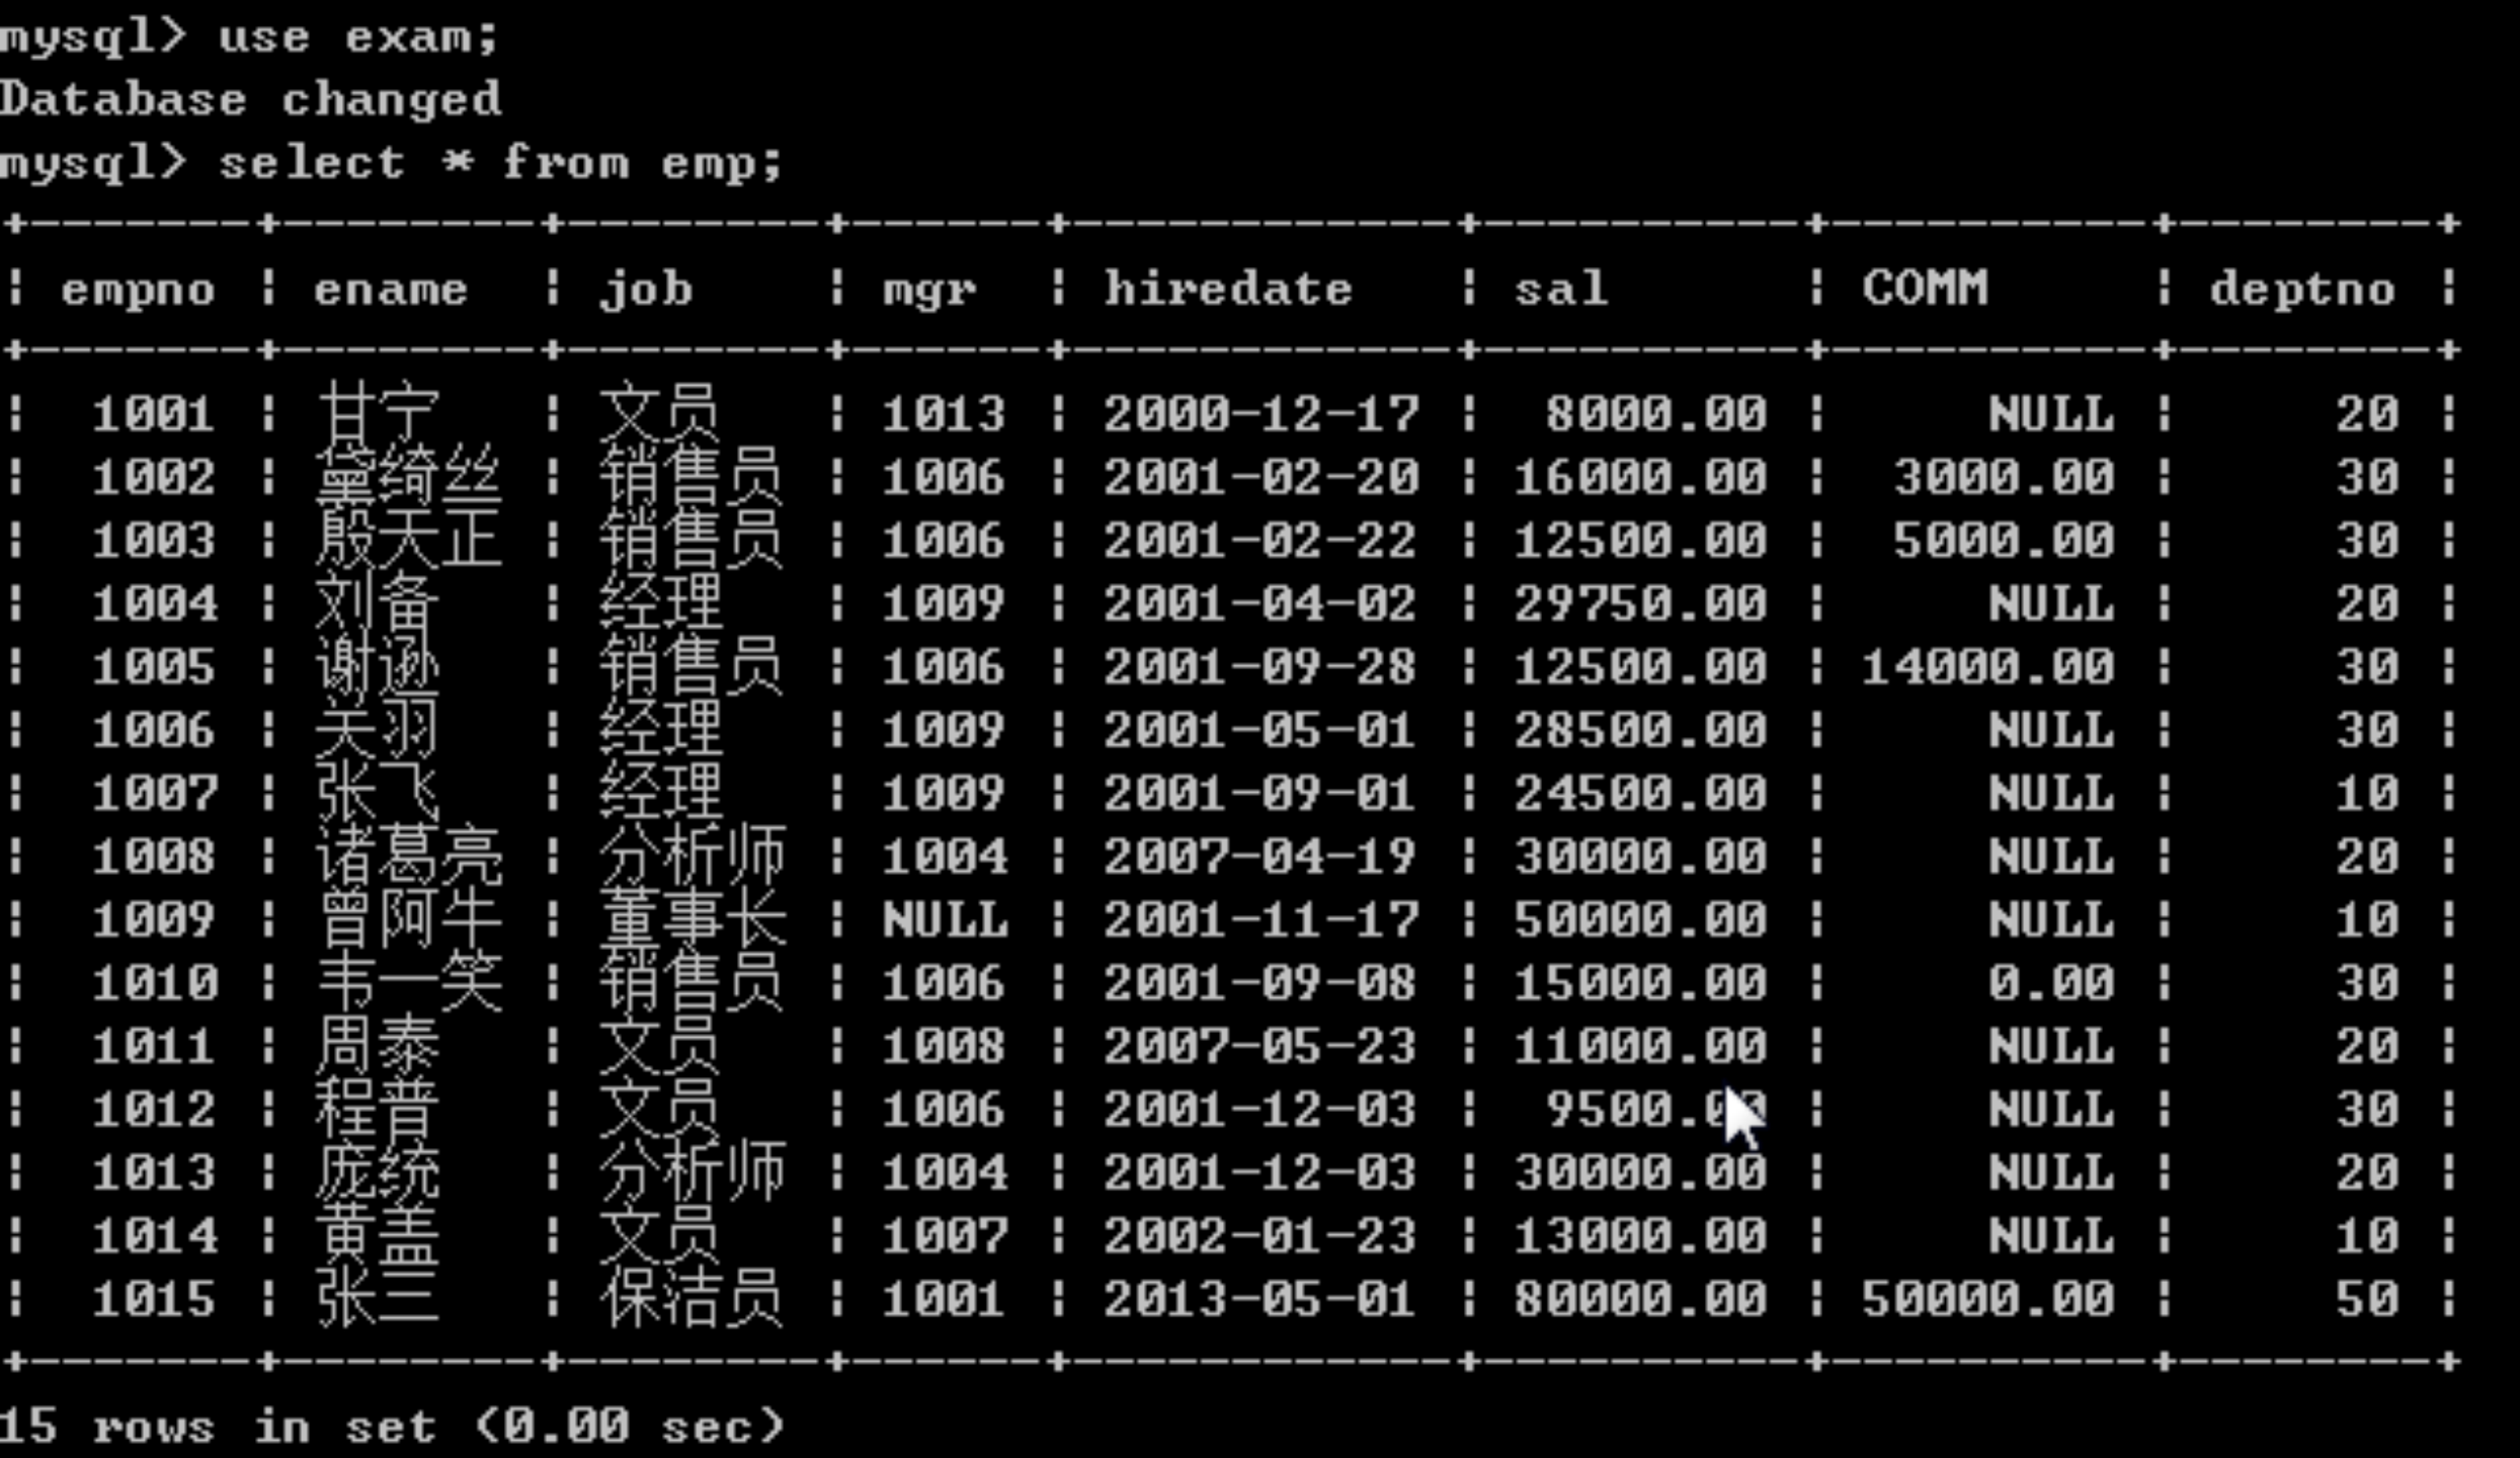 mysql> use exam;
Database changed
mysql> select * from emp;
+-------+--------+--------+------+------------+----------+----------+--------+
| empno | ename | job | mgr | hiredate | sal | COMM | deptno |
+-------+--------+--------+------+------------+----------+----------+--------+
| 1001 | 甘宁 | 文员 | 1013 | 2000-12-17 | 8000.00 | NULL | 20 |
| 1002 | 黛绮丝 | 销售员 | 1006 | 2001-02-20 | 16000.00 | 3000.00 | 30 |
| 1003 | 殷天正 | 销售员 | 1006 | 2001-02-22 | 12500.00 | 5000.00 | 30 |
| 1004 | 刘备 | 经理 | 1009 | 2001-04-02 | 29750.00 | NULL | 20 |
| 1005 | 谢逊 | 销售员 | 1006 | 2001-09-28 | 12500.00 | 14000.00 | 30 |
| 1006 | 关羽 | 经理 | 1009 | 2001-05-01 | 28500.00 | NULL | 30 |
| 1007 | 张飞 | 经理 | 1009 | 2001-09-01 | 24500.00 | NULL | 10 |
| 1008 | 诸葛亮 | 分析师 | 1004 | 2007-04-19 | 30000.00 | NULL | 20 |
| 1009 | 曾阿牛 | 董事长 | NULL | 2001-11-17 | 50000.00 | NULL | 10 |
| 1010 | 韦一笑 | 销售员 | 1006 | 2001-09-08 | 15000.00 | 0.00 | 30 |
| 1011 | 周泰 | 文员 | 1008 | 2007-05-23 | 11000.00 | NULL | 20 |
| 1012 | 程普 | 文员 | 1006 | 2001-12-03 | 9500.00 | NULL | 30 |
| 1013 | 庞统 | 分析师 | 1004 | 2001-12-03 | 30000.00 | NULL | 20 |
| 1014 | 黄盖 | 文员 | 1007 | 2002-01-23 | 13000.00 | NULL | 10 |
| 1015 | 张三 | 保洁员 | 1001 | 2013-05-01 | 80000.00 | 50000.00 | 50 |
+-------+--------+--------+------+------------+----------+----------+--------+
15 rows in set (0.00 sec)